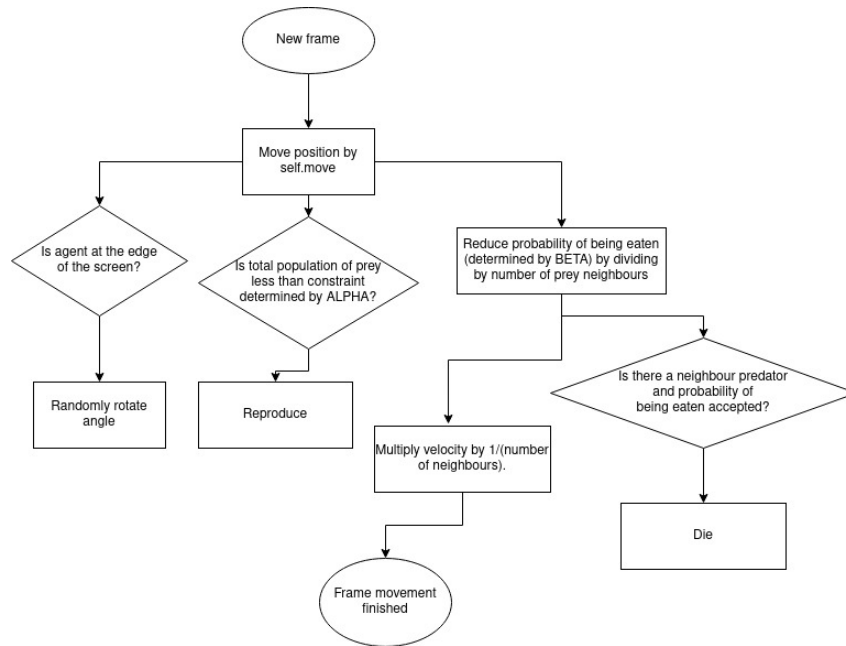 New frame
Move position by
self.move
Is agent at the edge
of the screen?
Is total population of prey
less than constraint
determined by ALPHA?
Reduce probability of being eaten
(determined by BETA) by dividing
by number of prey neighbours
Randomly rotate
angle
Reproduce
Is there a neighbour predator
and probability of
being eaten accepted?
Multiply velocity by 1/(number
of neighbours).
Die
Frame movement
finished